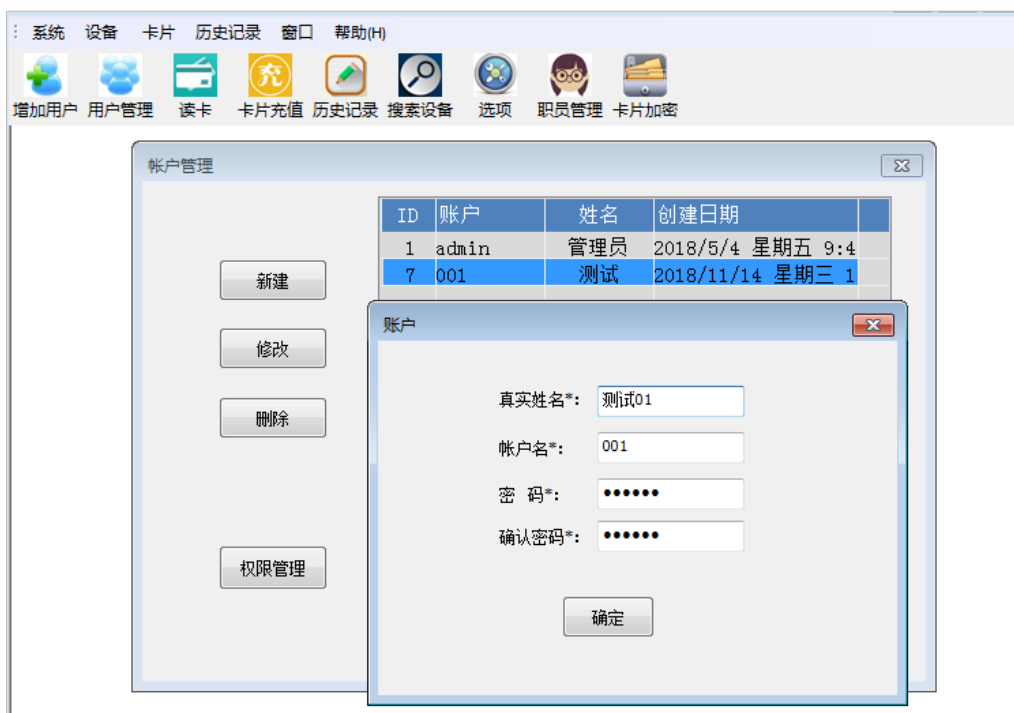 系统 设备 卡片 历史记录 窗口 帮助(H)
充
增加用户 用户管理 读卡 卡片充值 历史记录 搜索设备 选项 职员管理 卡片加密
帐户管理
ID 账户 姓名 创建日期
1 admin 管理员 2018/5/4 星期五 9:4
7 001 测试 2018/11/14 星期三 1
新建
修改
删除
权限管理
账户
真实姓名*: 测试01
帐户名*: 001
密 码*: ●●●●●●
确认密码*: ●●●●●●
确定